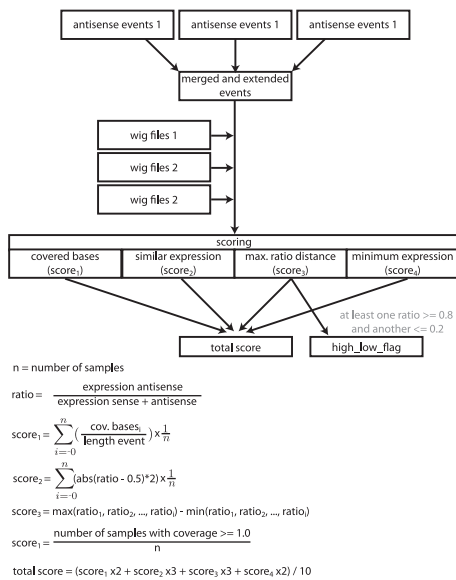 antisense events 1 antisense events 1 antisense events 1
merged and extended
events
wig files 1
wig files 2
wig files 2
scoring
covered bases similar expression max. ratio distance minimum expression
(score₁) (score₂) (score₃) (score₄)
at least one ratio >= 0.8
and another <= 0.2
total score high_low_flag
n = number of samples
ratio = expression antisense / expression sense + antisense
score₁ = ∑ⁿᵢ₌₀ (cov. basesᵢ / length event) x 1/n
score₂ = ∑ⁿᵢ₌₀ (abs(ratio - 0.5)*2) x 1/n
score₃ = max(ratio₁, ratio₂, ..., ratioᵢ) - min(ratio₁, ratio₂, ..., ratioᵢ)
score₁ = number of samples with coverage >= 1.0 / n
total score = (score₁ x2 + score₂ x3 + score₃ x3 + score₄ x2) / 10